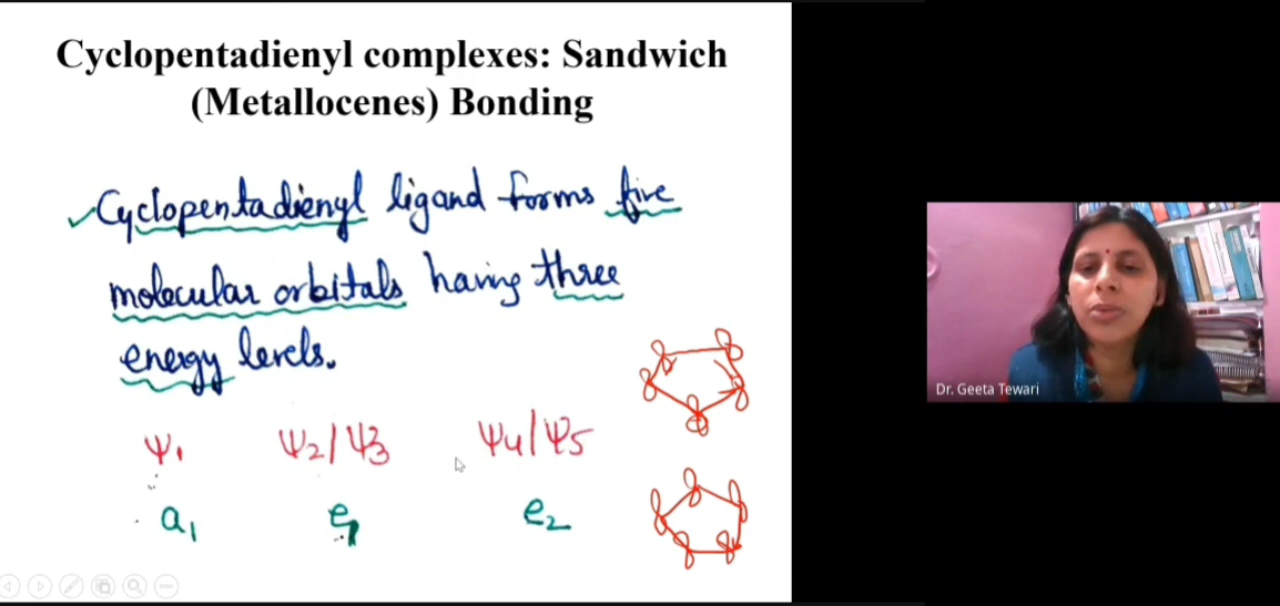 Cyclopentadienyl complexes: Sandwich
(Metallocenes) Bonding
✓Cyclopentadienyl ligand forms five
molecular orbitals having three
energy levels.
Ψ₁ Ψ₂/Ψ₃ Ψ₄/Ψ₅
a₁ e₁ e₂
Dr. Geeta Tewari